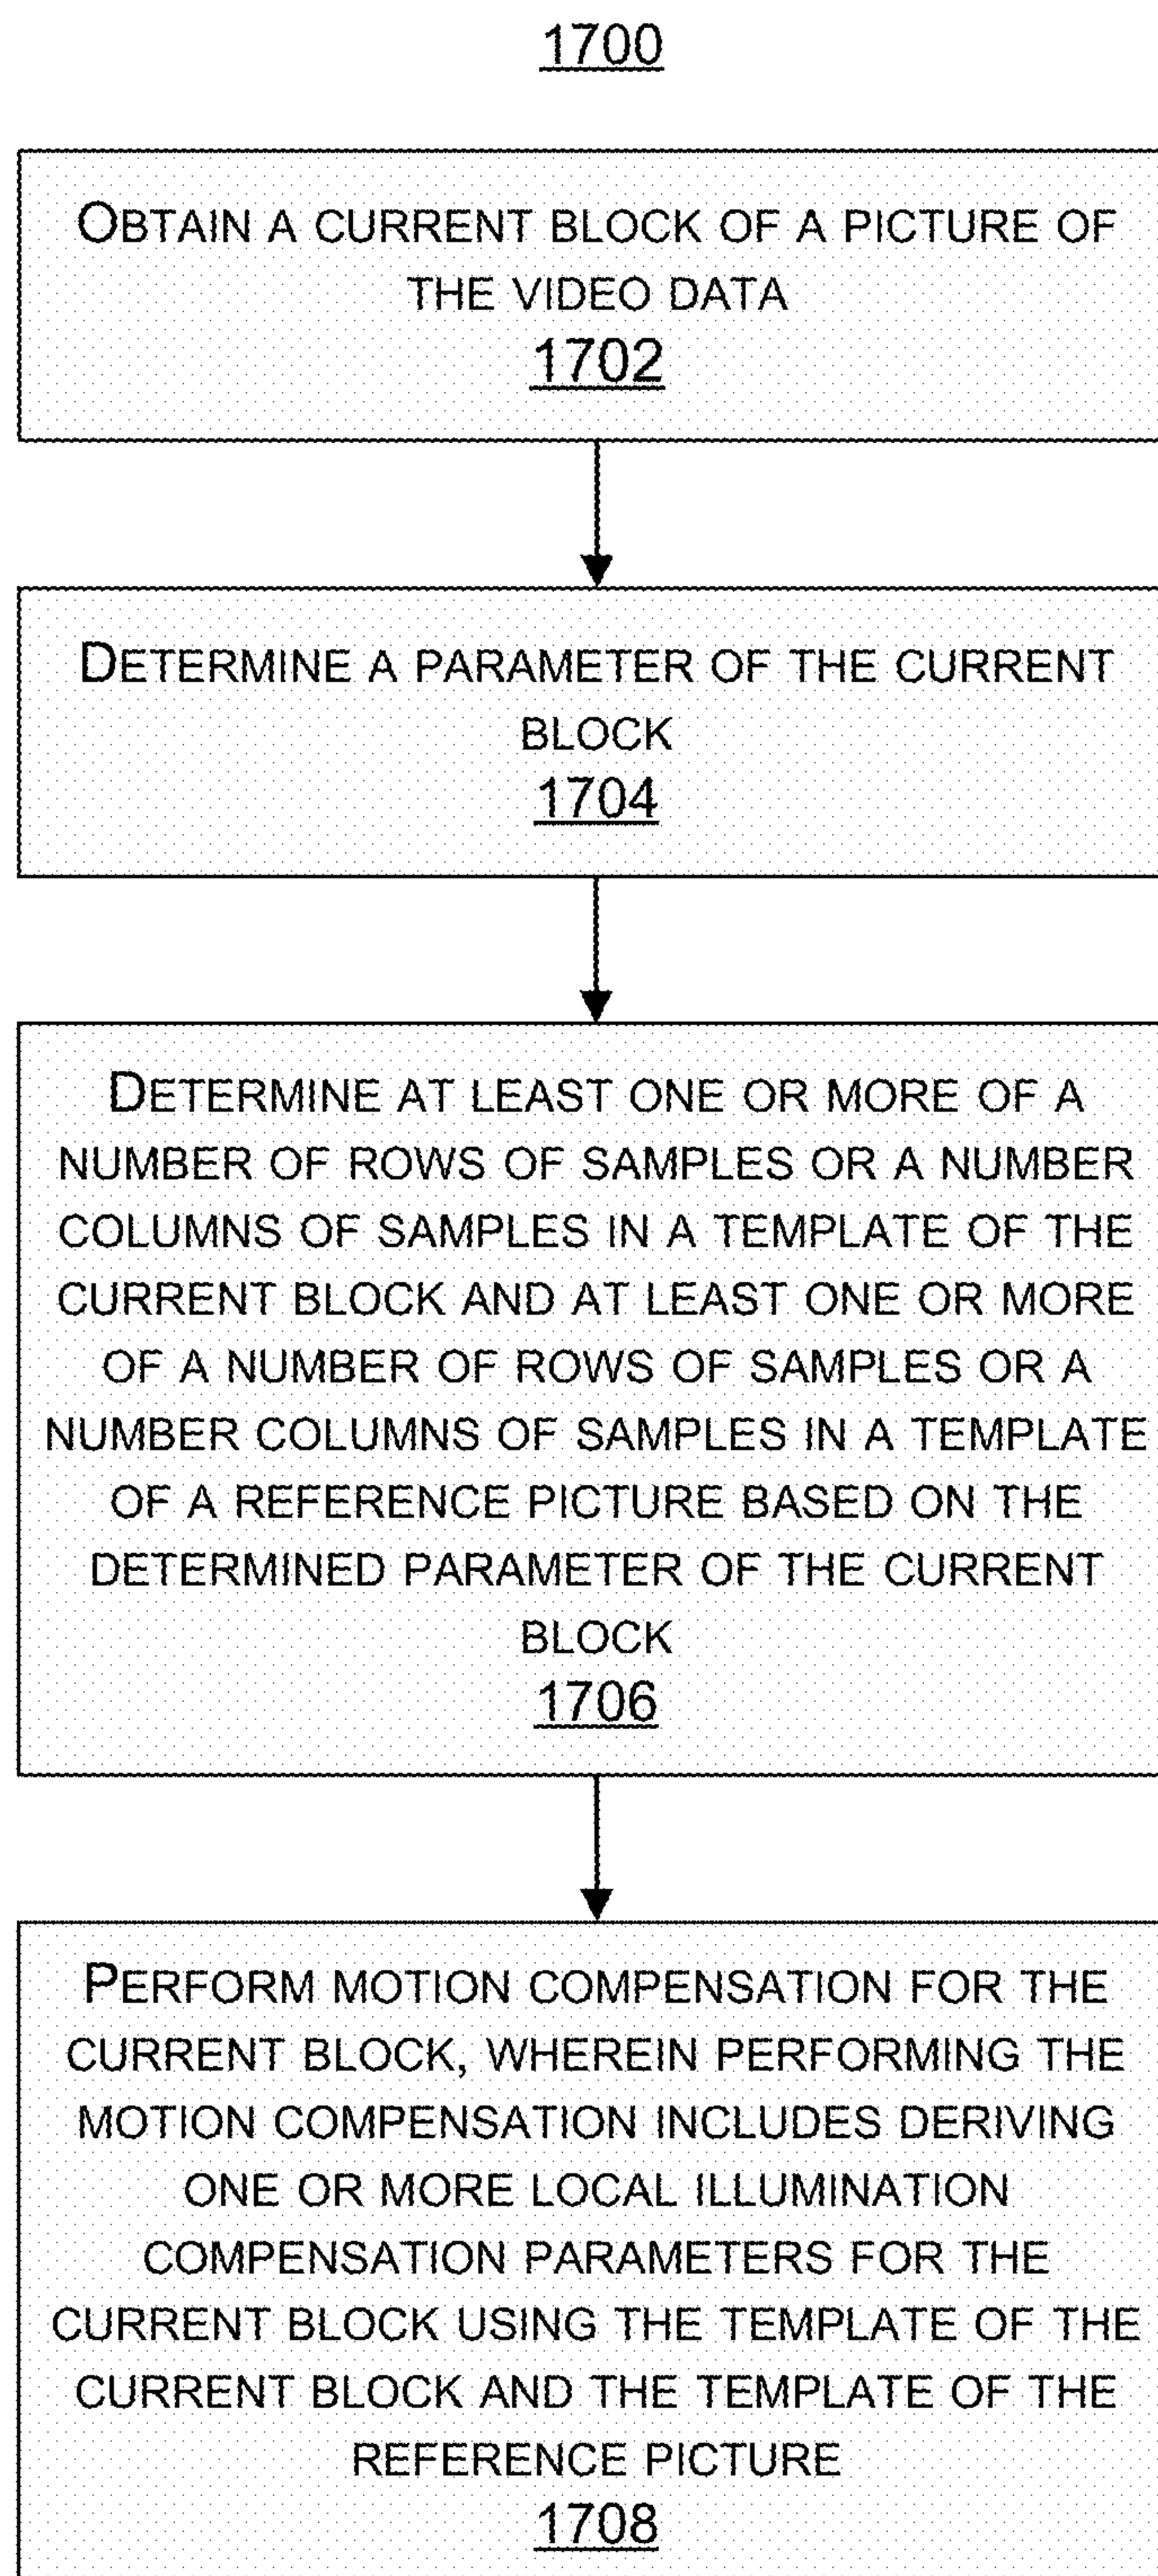 1700
OBTAIN A CURRENT BLOCK OF A PICTURE OF
THE VIDEO DATA
1702
DETERMINE A PARAMETER OF THE CURRENT
BLOCK
1704
DETERMINE AT LEAST ONE OR MORE OF A
NUMBER OF ROWS OF SAMPLES OR A NUMBER
COLUMNS OF SAMPLES IN A TEMPLATE OF THE
CURRENT BLOCK AND AT LEAST ONE OR MORE
OF A NUMBER OF ROWS OF SAMPLES OR A
NUMBER COLUMNS OF SAMPLES IN A TEMPLATE
OF A REFERENCE PICTURE BASED ON THE
DETERMINED PARAMETER OF THE CURRENT
BLOCK
1706
PERFORM MOTION COMPENSATION FOR THE
CURRENT BLOCK, WHEREIN PERFORMING THE
MOTION COMPENSATION INCLUDES DERIVING
ONE OR MORE LOCAL ILLUMINATION
COMPENSATION PARAMETERS FOR THE
CURRENT BLOCK USING THE TEMPLATE OF THE
CURRENT BLOCK AND THE TEMPLATE OF THE
REFERENCE PICTURE
1708